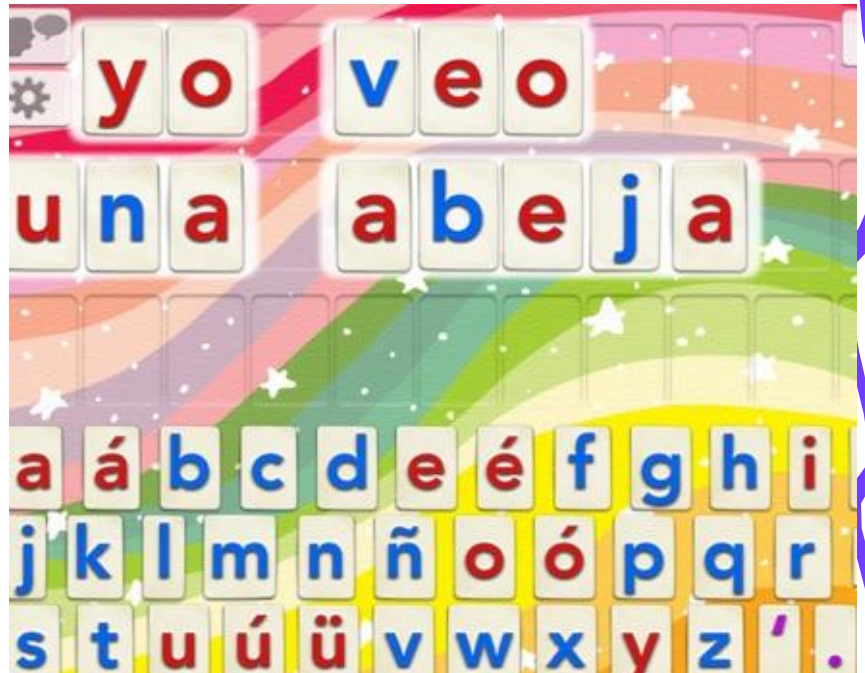 yo veo
una abeja
a á b c d e é f g h i
j k l m n ñ o ó p q r
s t u ú ü v w x y z ' .